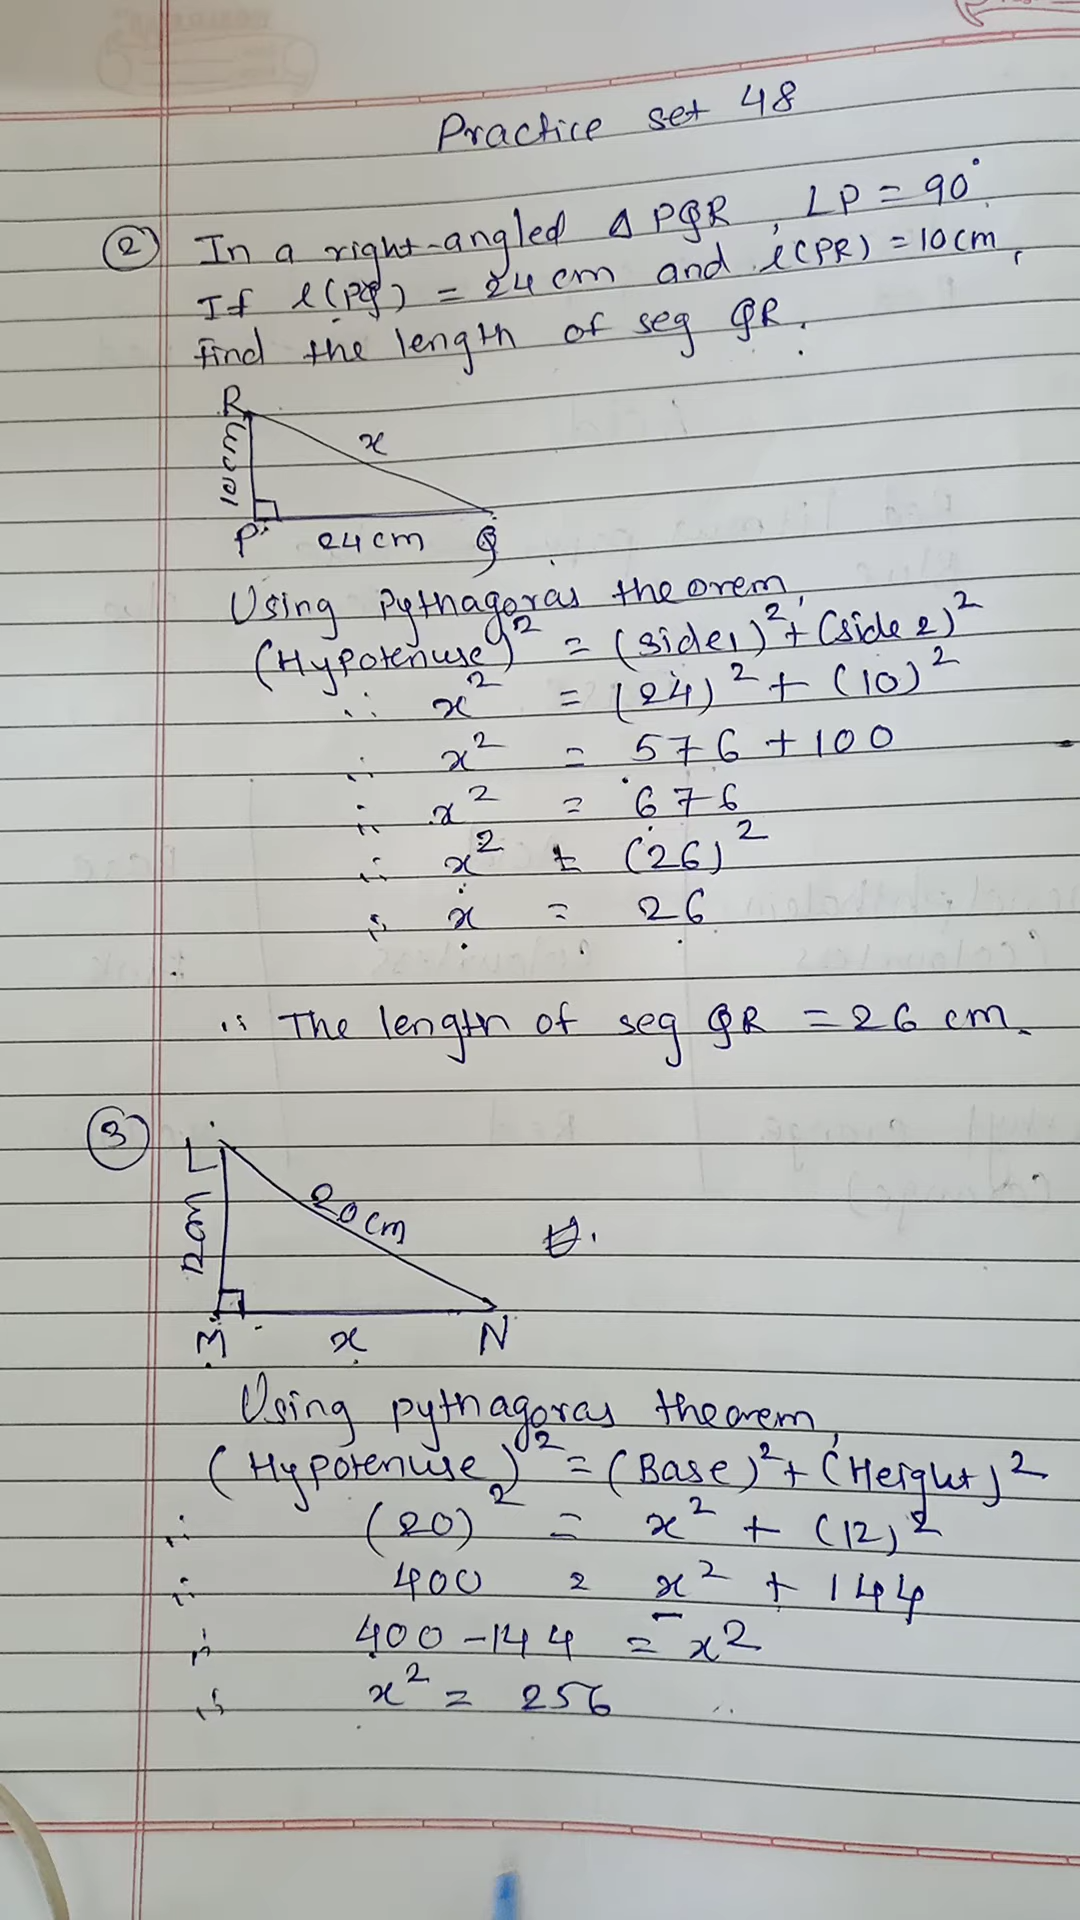 Practice set 48
② In a right-angled △PQR, ∠P = 90°.
If l(PQ) = 24 cm and l(PR) = 10cm,
find the length of seg QR.
R
10cm
x
P 24cm Q
Using pythagoras theorem,
(Hypotenuse)² = (side1)² + (side2)²
∴ x² = (24)² + (10)²
∴ x² = 576 + 100
∴ x² = 676
∴ x² = (26)²
∴ x = 26
∴ The length of seg QR = 26 cm.
③ L
12cm
20cm
M x N
Using pythagoras theorem,
(Hypotenuse)² = (Base)² + (Height)²
∴ (20)² = x² + (12)²
∴ 400 = x² + 144
∴ 400 - 144 = x²
∴ x² = 256